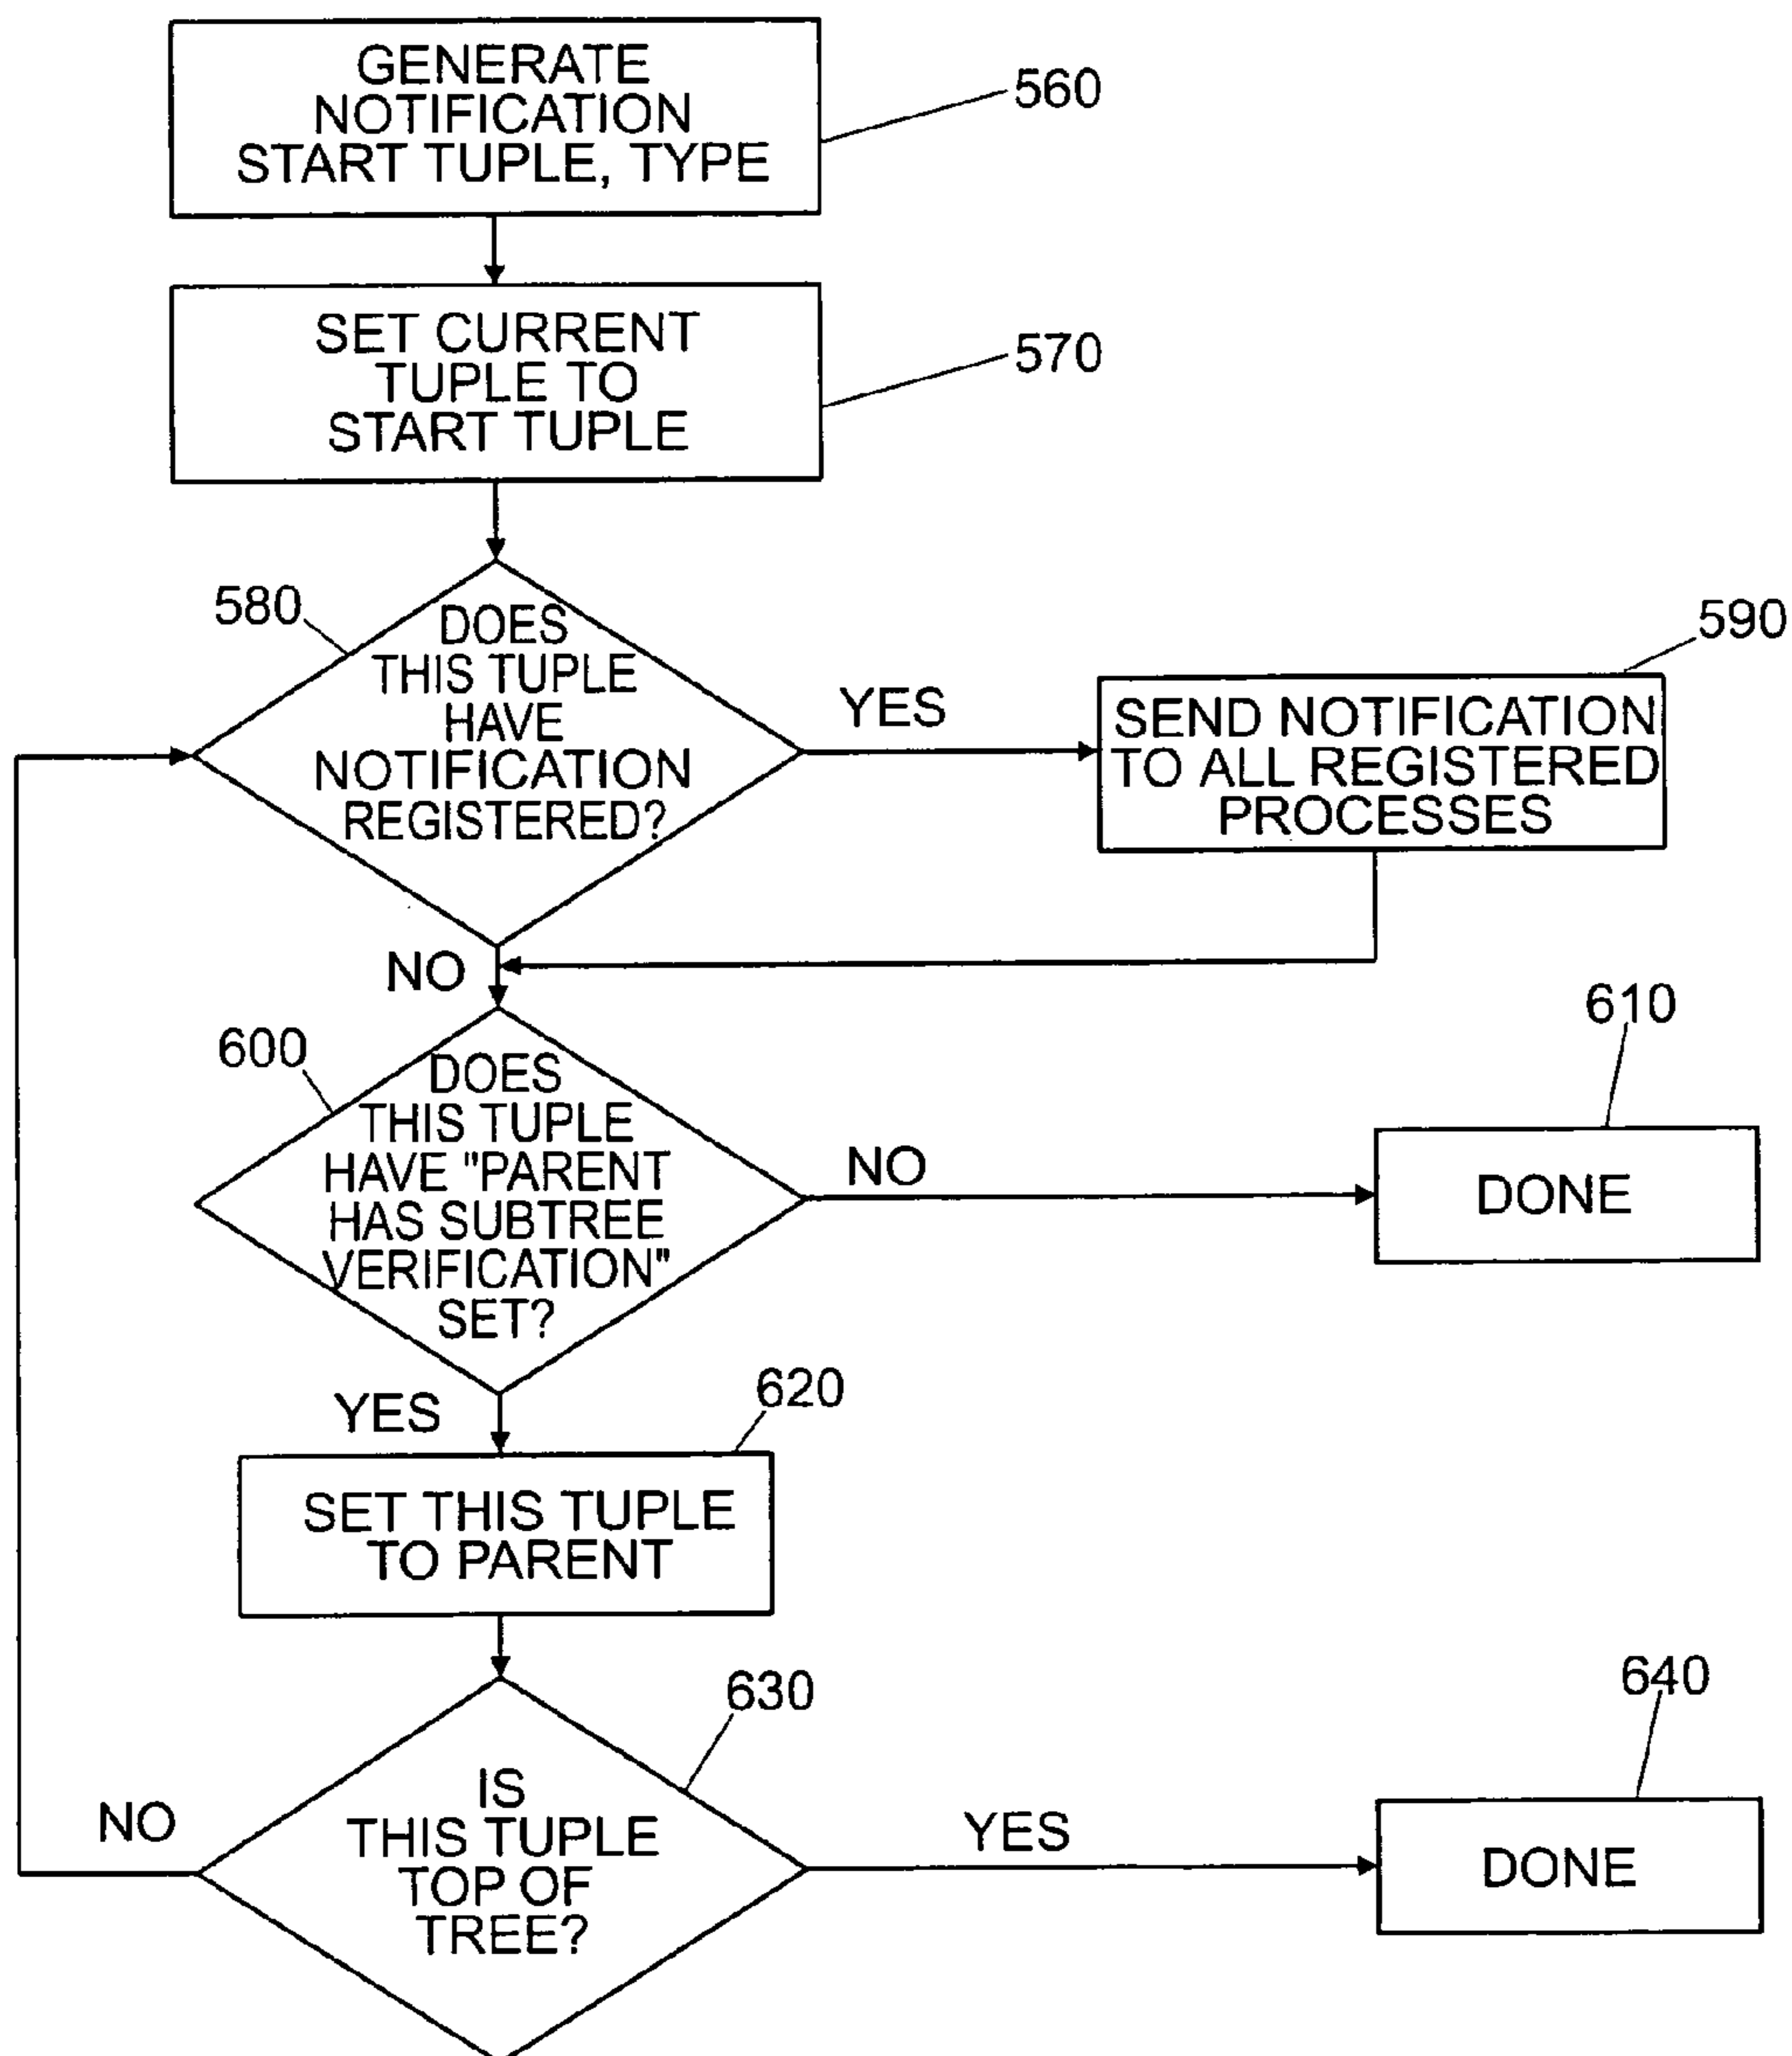 GENERATE
NOTIFICATION
START TUPLE, TYPE
560
SET CURRENT
TUPLE TO
START TUPLE
570
580
DOES
THIS TUPLE
HAVE
NOTIFICATION
REGISTERED?
YES
590
SEND NOTIFICATION
TO ALL REGISTERED
PROCESSES
NO
600
DOES
THIS TUPLE
HAVE "PARENT
HAS SUBTREE
VERIFICATION"
SET?
NO
610
DONE
YES
620
SET THIS TUPLE
TO PARENT
630
IS
THIS TUPLE
TOP OF
TREE?
NO
YES
640
DONE